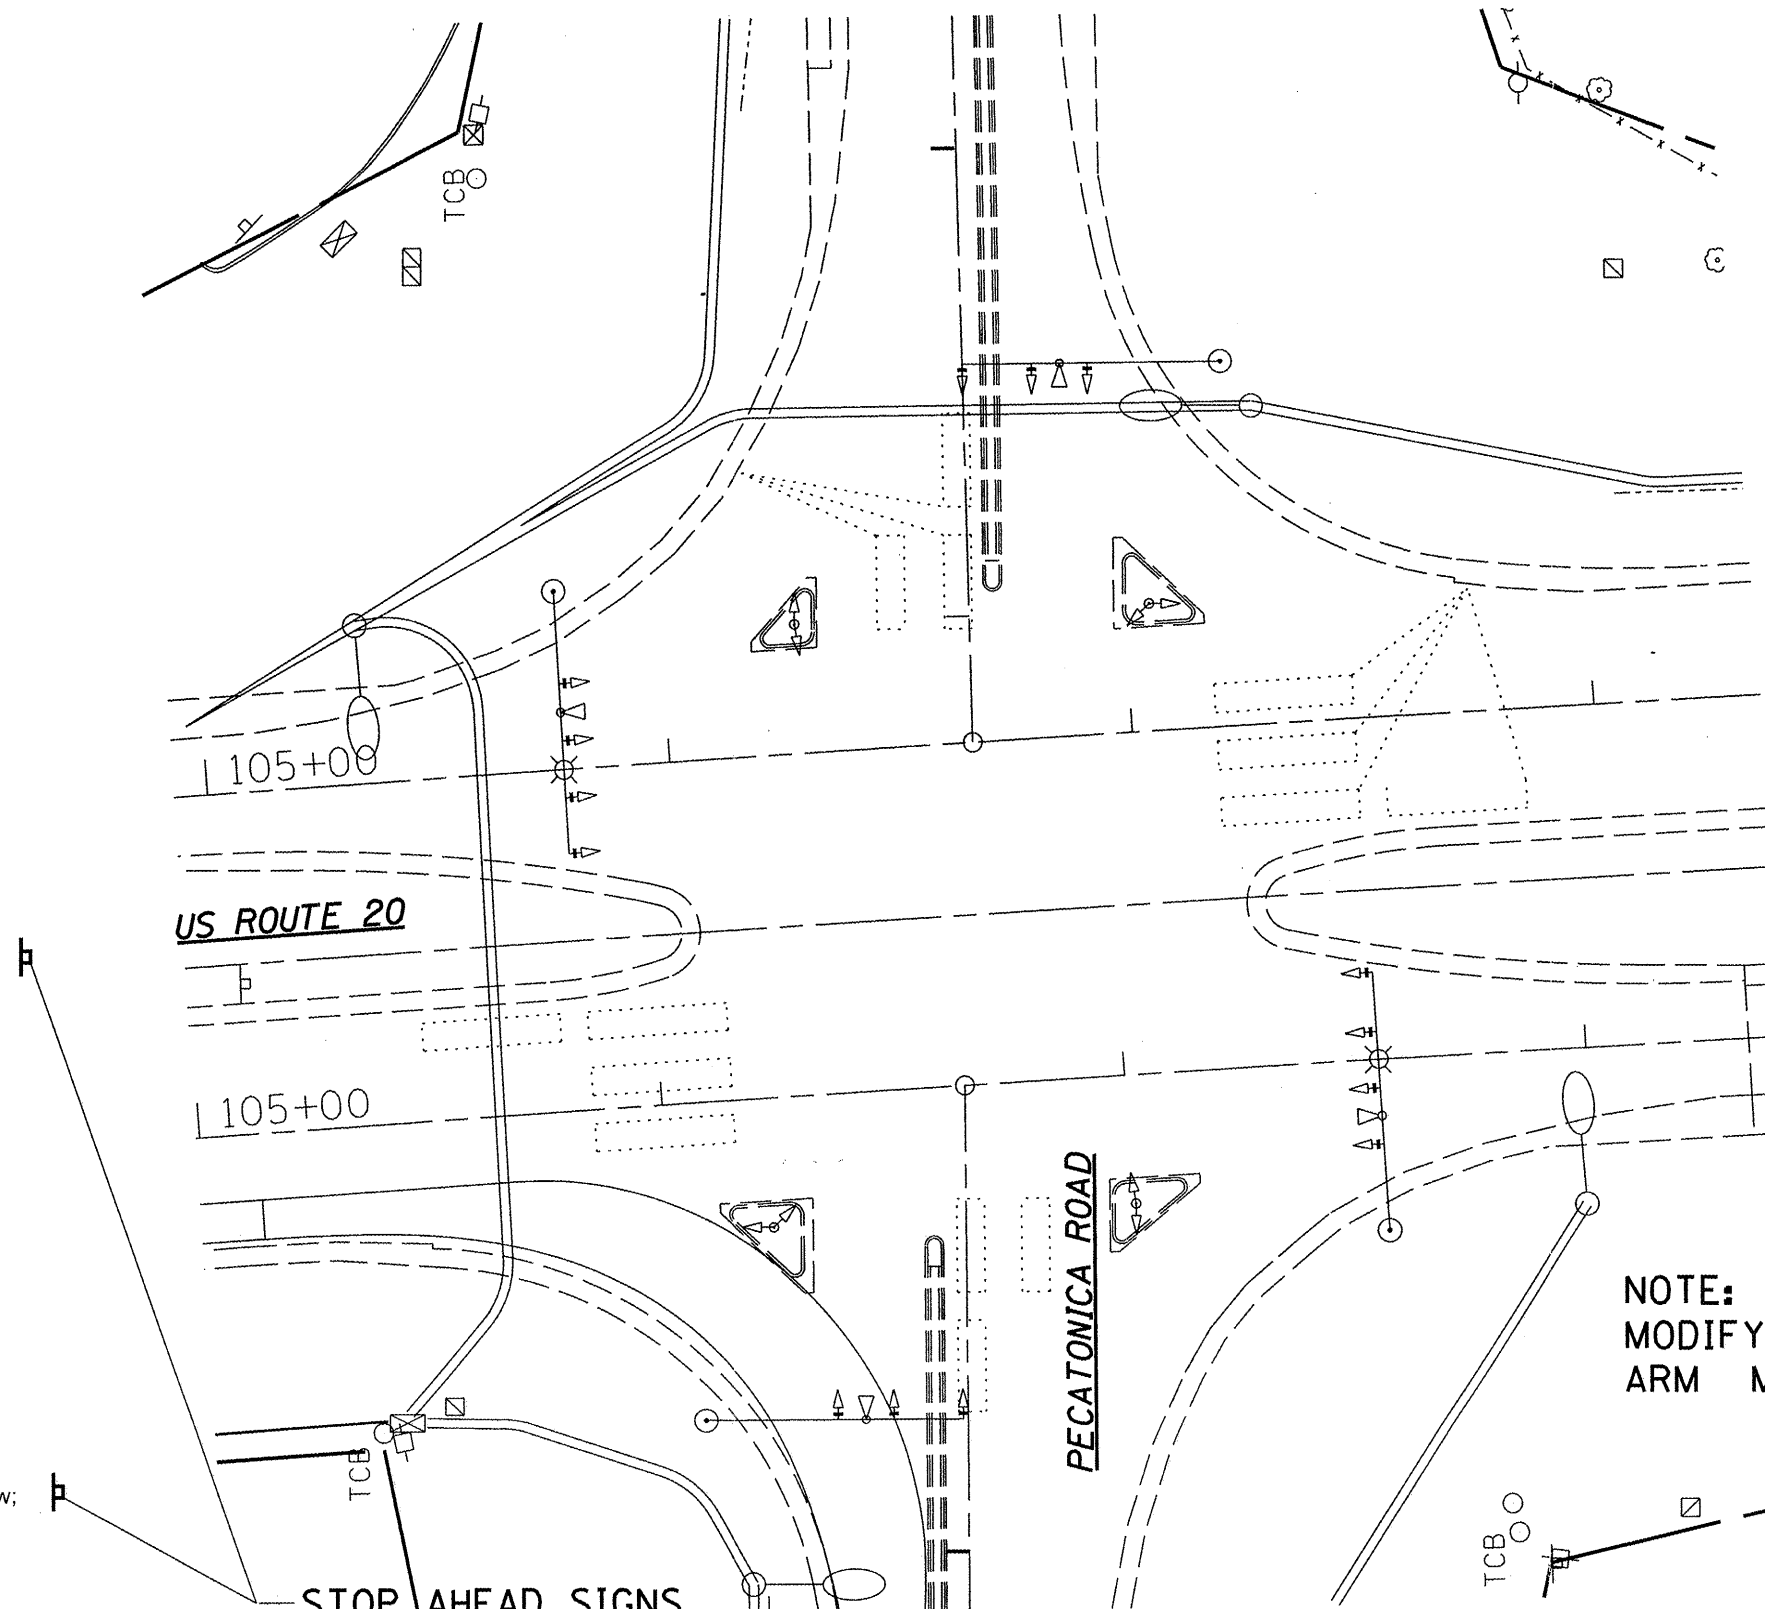 TCB
105+00
US ROUTE 20
105+00
PECATONICA ROAD
NOTE:
MODIFY
ARM M
TCB
w;
TCB
STOP AHEAD SIGNS